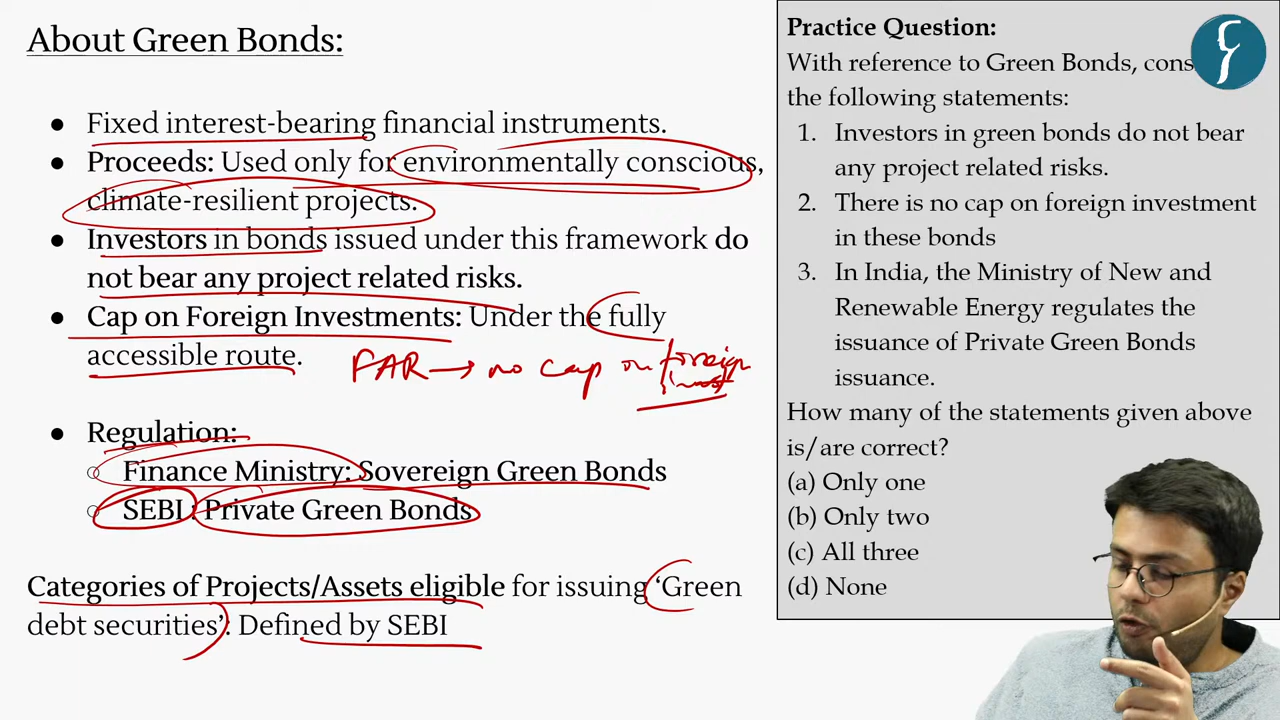 About Green Bonds:
● Fixed interest-bearing financial instruments.
● Proceeds: Used only for environmentally conscious,
climate-resilient projects.
● Investors in bonds issued under this framework do
not bear any project related risks.
● Cap on Foreign Investments: Under the fully
accessible route.
FAR → no cap on foreign
● Regulation:
○ Finance Ministry: Sovereign Green Bonds
○ SEBI: Private Green Bonds
Categories of Projects/Assets eligible for issuing 'Green
debt securities': Defined by SEBI
Practice Question:
With reference to Green Bonds,
the following statements:
1. Investors in green bonds do not bear
any project related risks.
2. There is no cap on foreign investment
in these bonds
3. In India, the Ministry of New and
Renewable Energy regulates the
issuance of Private Green Bonds
issuance.
How many of the statements given above
is/are correct?
(a) Only one
(b) Only two
(c) All three
(d) None